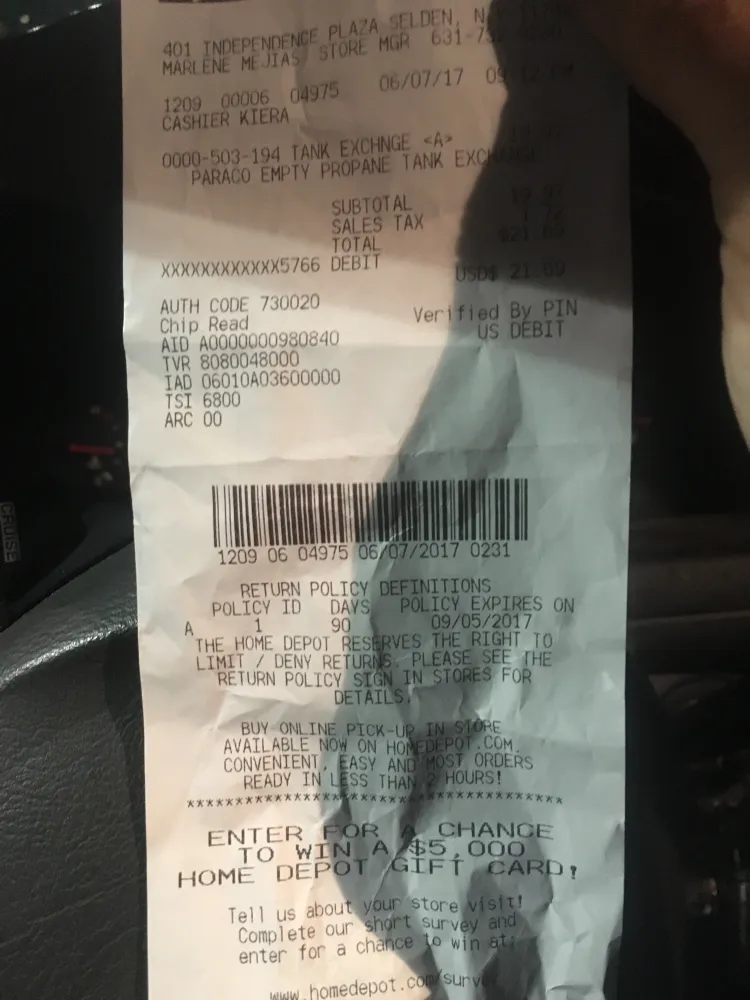 401 INDEPENDENCE PLAZA SELDEN,
MARLENE MEJIAS STORE MGR 631-
1209 00006 04975 06/07/17
CASHIER KIERA
0000-503-194 TANK EXCHNGE <A>
PARACO EMPTY PROPANE TANK
SUBTOTAL
SALES TAX
TOTAL
XXXXXXXXXXXX5766 DEBIT
USD$ 21.69
AUTH CODE 730020
Chip Read
Verified By PIN
AID A0000000980840
US DEBIT
TVR 8080048000
IAD 06010A03600000
TSI 6800
ARC 00
1209 06 04975 06/07/2017 0231
RETURN POLICY DEFINITIONS
POLICY ID DAYS POLICY EXPIRES ON
A 1 90 09/05/2017
THE HOME DEPOT RESERVES THE RIGHT TO
LIMIT / DENY RETURNS. PLEASE SEE THE
RETURN POLICY SIGN IN STORES FOR
DETAILS.
BUY ONLINE PICK-UP IN STORE
AVAILABLE NOW ON HOMEDEPOT.COM.
CONVENIENT, EASY AND MOST ORDERS
READY IN LESS THAN 2 HOURS!
****************************************
ENTER FOR A CHANCE
TO WIN A $5,000
HOME DEPOT GIFT CARD!
Tell us about your store visit!
Complete our short survey and
enter for a chance to win at:
www.homedepot.com/surv
CRUISE